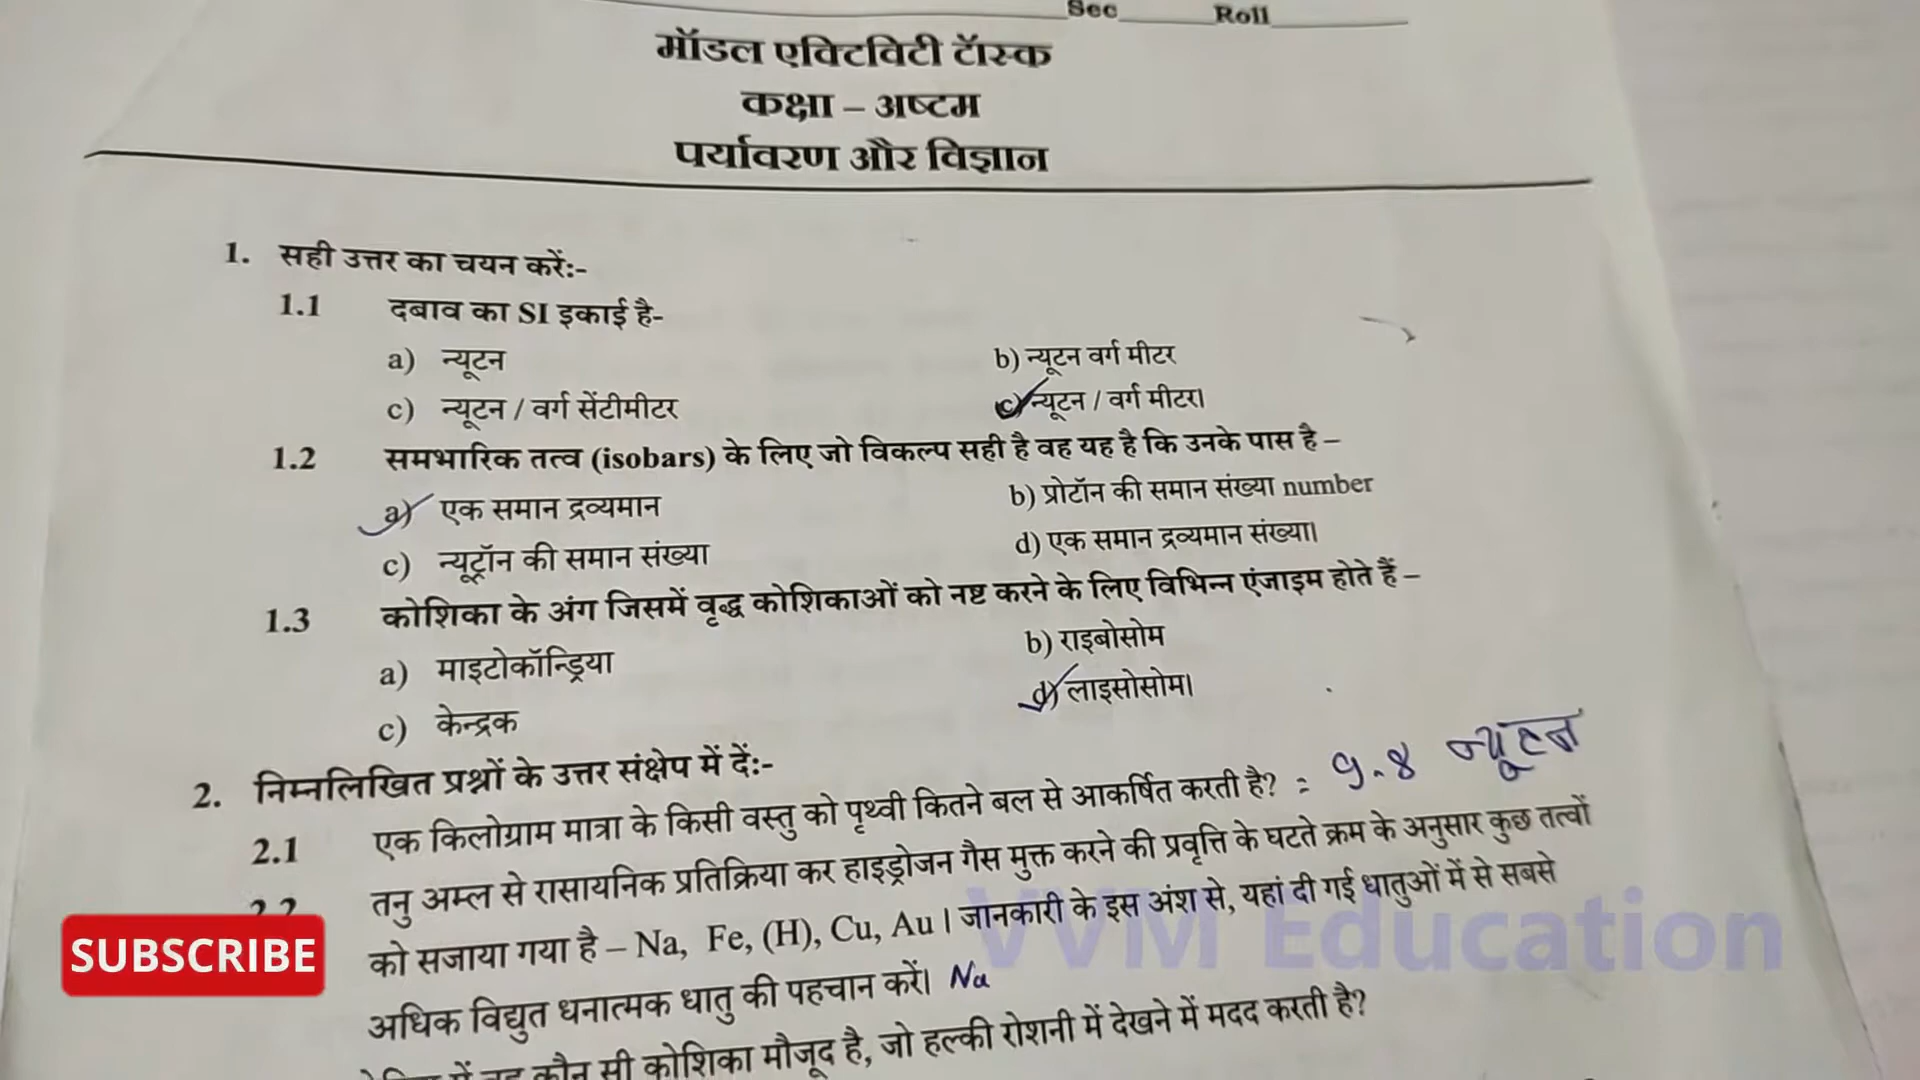 Sec Roll
मॉडल एक्टिविटी टॉस्क
कक्षा – अष्टम
पर्यावरण और विज्ञान
1. सही उत्तर का चयन करें:-
1.1 दबाव का SI इकाई है-
a) न्यूटन b) न्यूटन वर्ग मीटर
c) न्यूटन / वर्ग सेंटीमीटर c) न्यूटन / वर्ग मीटर।
1.2 समभारिक तत्व (isobars) के लिए जो विकल्प सही है वह यह है कि उनके पास है –
a) एक समान द्रव्यमान b) प्रोटॉन की समान संख्या number
c) न्यूट्रॉन की समान संख्या d) एक समान द्रव्यमान संख्या।
1.3 कोशिका के अंग जिसमें वृद्ध कोशिकाओं को नष्ट करने के लिए विभिन्न एंजाइम होते हैं –
a) माइटोकॉन्ड्रिया b) राइबोसोम
c) केन्द्रक d) लाइसोसोम।
2. निम्नलिखित प्रश्नों के उत्तर संक्षेप में दें:-
2.1 एक किलोग्राम मात्रा के किसी वस्तु को पृथ्वी कितने बल से आकर्षित करती है? = 9.8 न्यूटन
2.2 तनु अम्ल से रासायनिक प्रतिक्रिया कर हाइड्रोजन गैस मुक्त करने की प्रवृत्ति के घटते क्रम के अनुसार कुछ तत्वों
को सजाया गया है – Na, Fe, (H), Cu, Au । जानकारी के इस अंश से, यहां दी गई धातुओं में से सबसे
अधिक विद्युत धनात्मक धातु की पहचान करें। Na
कौन सी कोशिका मौजूद है, जो हल्की रोशनी में देखने में मदद करती है?
SUBSCRIBE
VVM Education